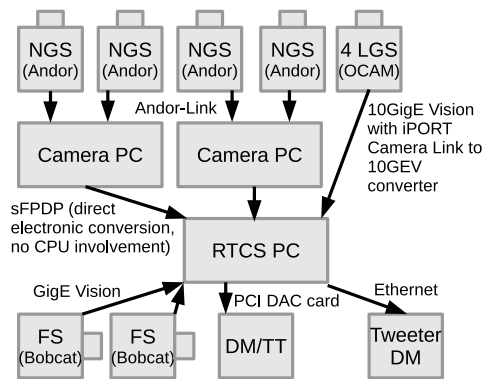 NGS
(Andor)
NGS
(Andor)
NGS
(Andor)
NGS
(Andor)
4 LGS
(OCAM)
Andor-Link
10GigE Vision
with iPORT
Camera Link to
10GEV
converter
Camera PC
Camera PC
sFPDP (direct
electronic conversion,
no CPU involvement)
RTCS PC
GigE Vision
PCI DAC card
Ethernet
FS
(Bobcat)
FS
(Bobcat)
DM/TT
Tweeter
DM